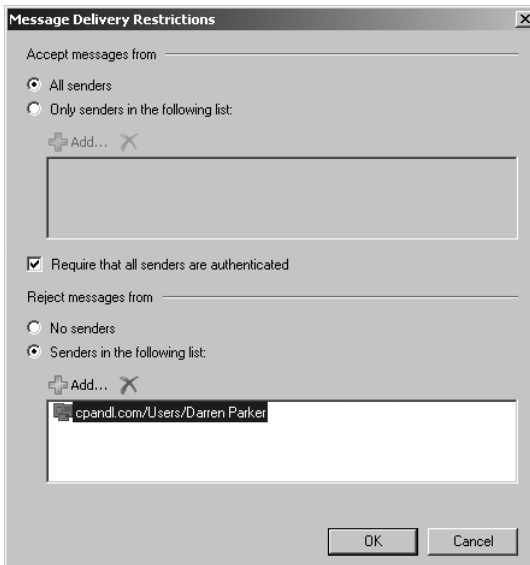 Message Delivery Restrictions
Accept messages from
All senders
Only senders in the following list:
Add...
Require that all senders are authenticated
Reject messages from
No senders
Senders in the following list:
Add...
cpandl.com/Users/Darren Parker
OK Cancel